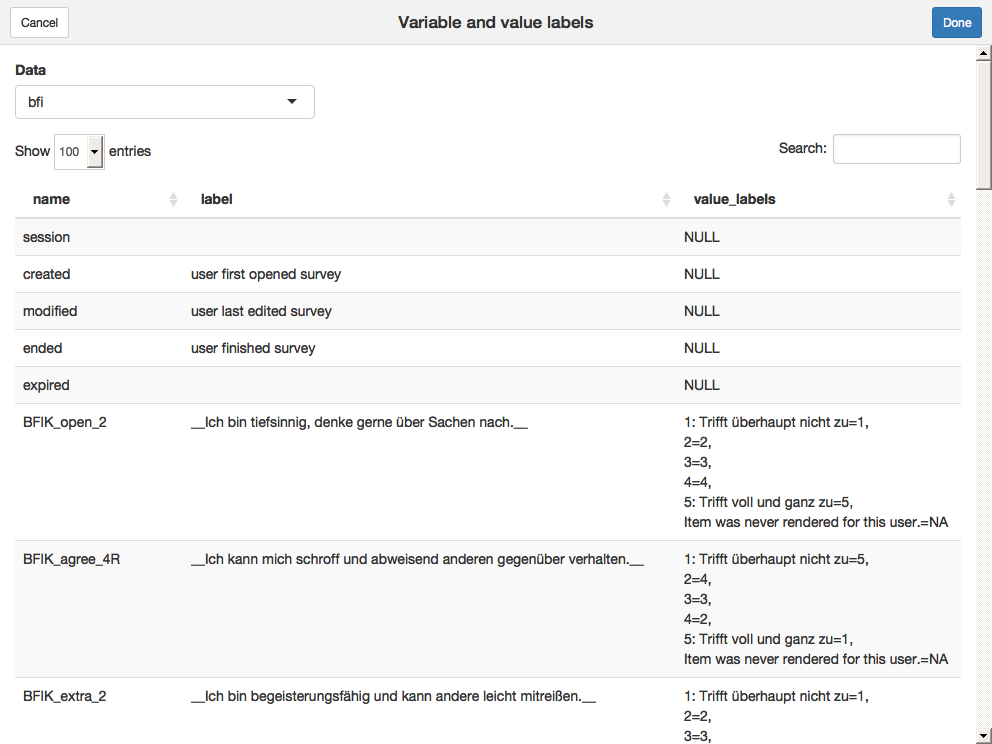 Cancel
Variable and value labels
Done
Data
bfi
Show 100 entries
Search:
name label value_labels
session NULL
created user first opened survey NULL
modified user last edited survey NULL
ended user finished survey NULL
expired NULL
BFIK_open_2 __Ich bin tiefsinnig, denke gerne über Sachen nach.__ 1: Trifft überhaupt nicht zu=1,
2=2,
3=3,
4=4,
5: Trifft voll und ganz zu=5,
Item was never rendered for this user.=NA
BFIK_agree_4R __Ich kann mich schroff und abweisend anderen gegenüber verhalten.__ 1: Trifft überhaupt nicht zu=5,
2=4,
3=3,
4=2,
5: Trifft voll und ganz zu=1,
Item was never rendered for this user.=NA
BFIK_extra_2 __Ich bin begeisterungsfähig und kann andere leicht mitreißen.__ 1: Trifft überhaupt nicht zu=1,
2=2,
3=3,